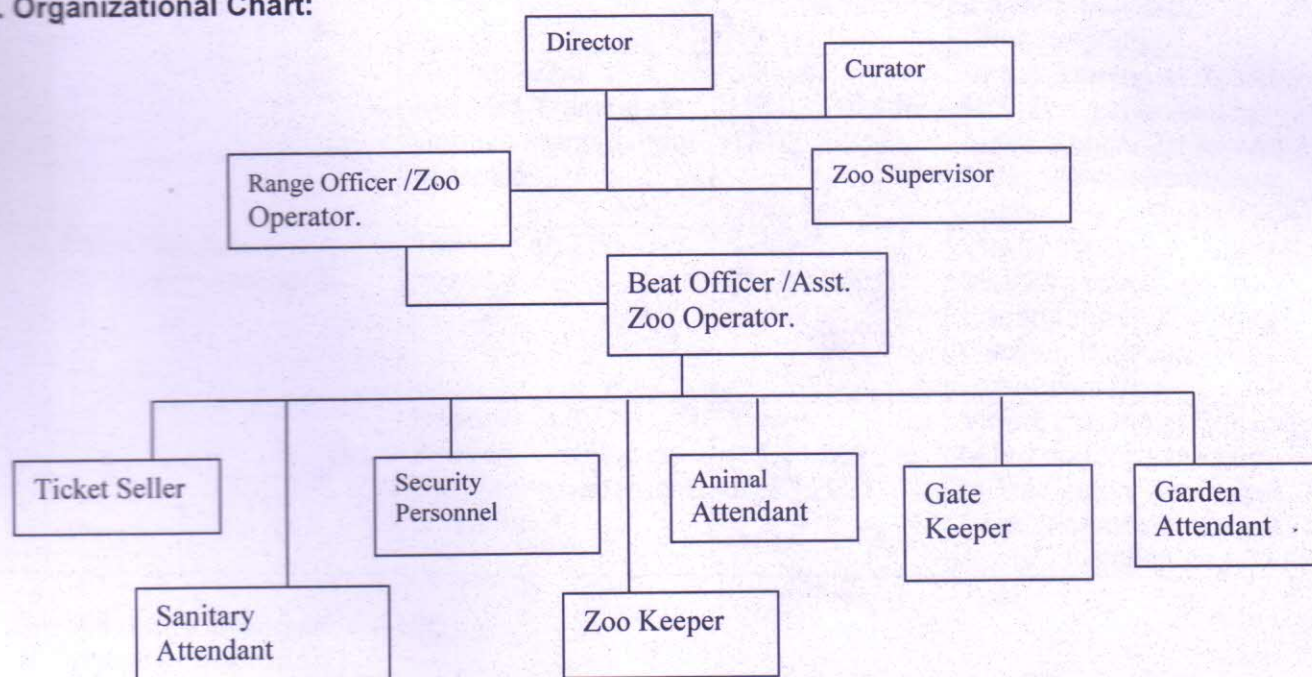 . Organizational Chart:
Director
Curator
Range Officer /Zoo
Operator.
Zoo Supervisor
Beat Officer /Asst.
Zoo Operator.
Ticket Seller
Security
Personnel
Animal
Attendant
Gate
Keeper
Garden
Attendant .
Sanitary
Attendant
Zoo Keeper